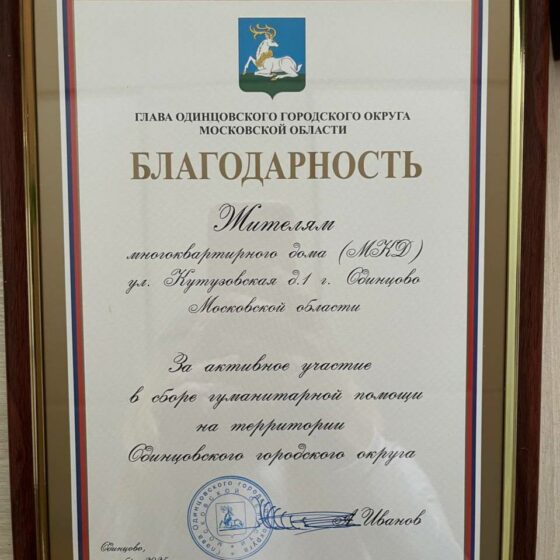 ГЛАВА ОДИНЦОВСКОГО ГОРОДСКОГО ОКРУГА
МОСКОВСКОЙ ОБЛАСТИ
БЛАГОДАРНОСТЬ
Жителям
многоквартирного дома (МКД)
ул. Кутузовская д.1 г. Одинцово
Московской области
За активное участие
в сборе гуманитарной помощи
на территории
Одинцовского городского округа
А Иванов
Одинцово,